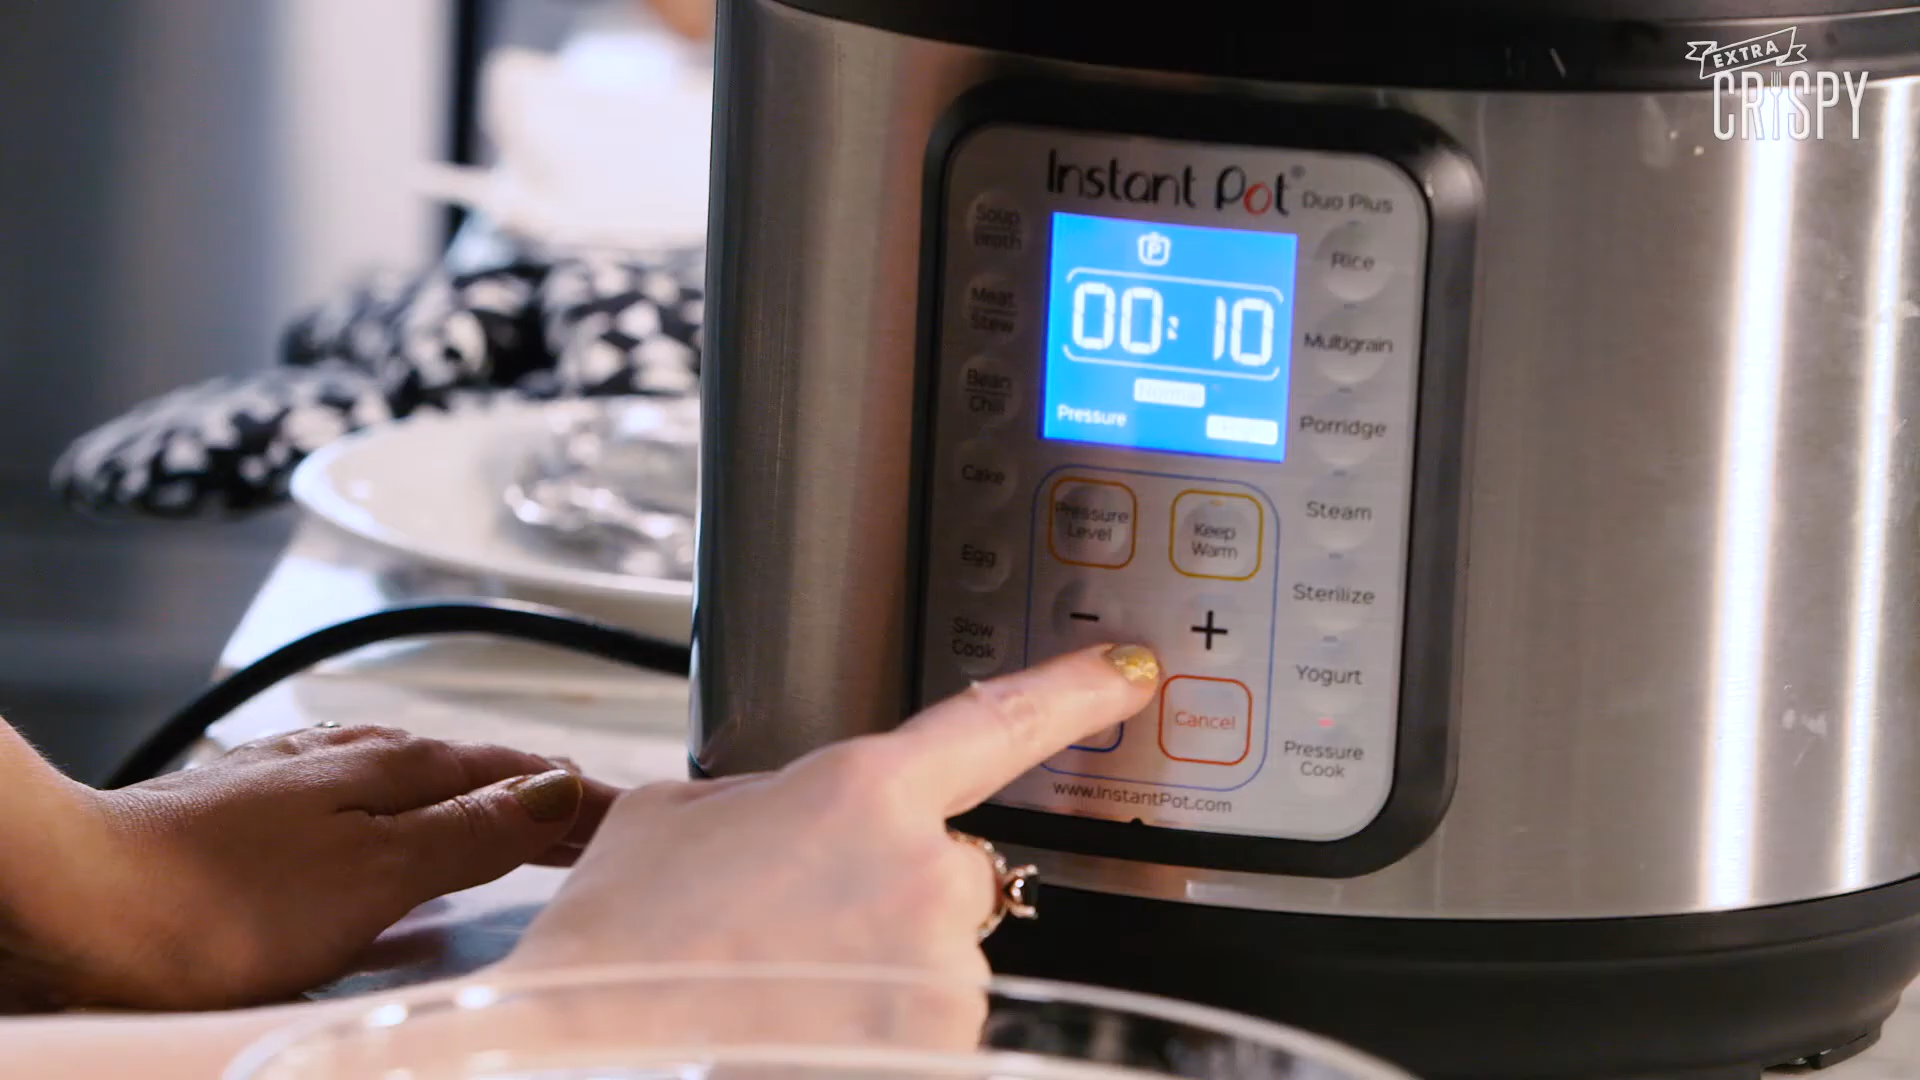 EXTRA
CRISPY
Instant Pot® Duo Plus
Soup
Broth
Meat
Stew
Bean
Chili
Cake
Egg
Slow
Cook
P
00:10
Normal
Pressure
Pressure
Level
Keep
Warm
-
+
Cancel
Rice
Multigrain
Porridge
Steam
Sterilize
Yogurt
Pressure
Cook
www.InstantPot.com